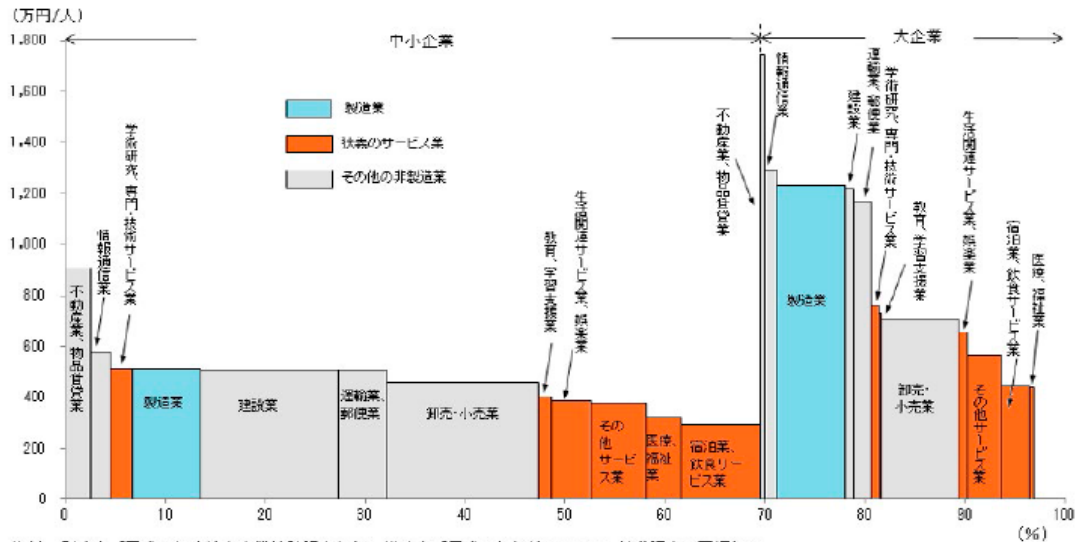 (万円/人)
1,800
1,600
1,400
1,200
1,000
800
600
400
200
0
中小企業
大企業
製造業
狭義のサービス業
その他の非製造業
不動産業、物品賃貸業
情報通信業
学術研究、専門・技術サービス業
製造業
建設業
運輸業、
郵便業
卸売・小売業
教育、学習支援業
生活関連サービス業、娯楽業
その
他
サービ
ス業
医療、
福祉
業
宿泊業、
飲食サー
ビス業
不動産業、物品賃貸業
情報通信業
製造業
建設業
運輸業、郵便業
学術研究、専門・技術サービス業
教育、学習支援業
卸売・
小売業
生活関連サービス業、娯楽業
その他サービス業
宿泊業、飲食サービス業
医療、福祉業
0 10 20 30 40 50 60 70 80 90 100
(%)